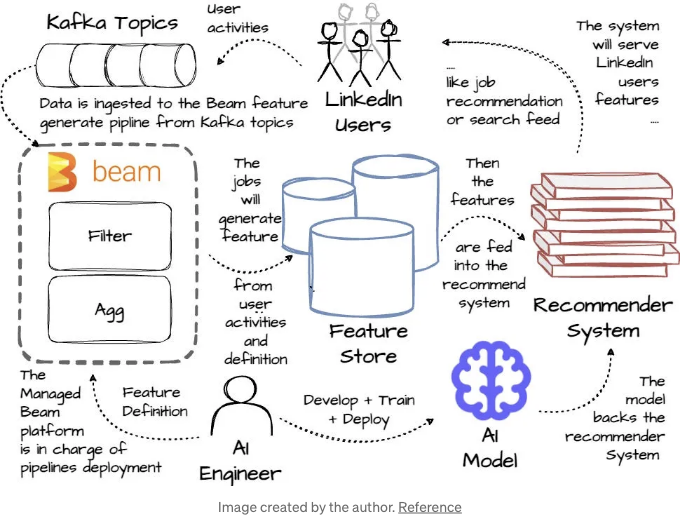 Kafka Topics
User
activities
Data is ingested to the Beam feature
generate pipline from Kafka topics
LinkedIn
Users
....
like job
recommendation
or search feed
The system
will serve
LinkedIn
users
features
....
beam
Filter
Agg
The
jobs
will
generate
feature
from
user
activities
and
definition
Feature
Store
Then
the
features
are fed
into the
recommend
system
Recommender
System
The
Managed
Beam
platform
is in charge of
pipelines deployment
Feature
Definition
AI
Engineer
Develop + Train
+ Deploy
AI
Model
The
model
backs the
recommender
System
Image created by the author. Reference